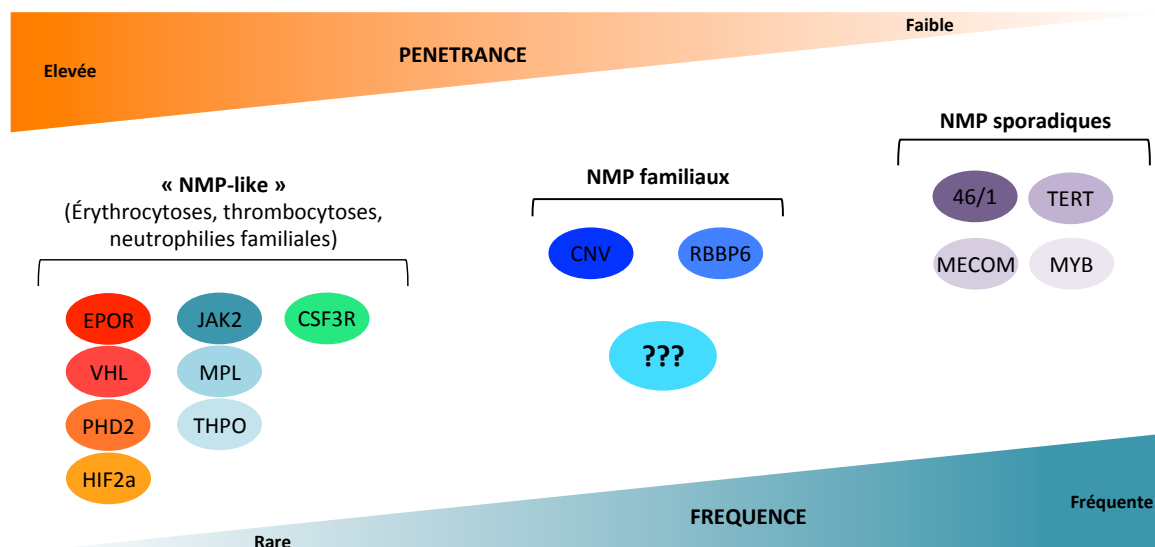 Faible
PENETRANCE
Elevée
NMP sporadiques
« NMP-like »
(Érythrocytoses, thrombocytoses,
neutrophilies familiales)
NMP familiaux
46/1 TERT
MECOM MYB
CNV RBBP6
???
EPOR JAK2 CSF3R
VHL MPL
PHD2 THPO
HIF2a
Fréquente
FREQUENCE
Rare